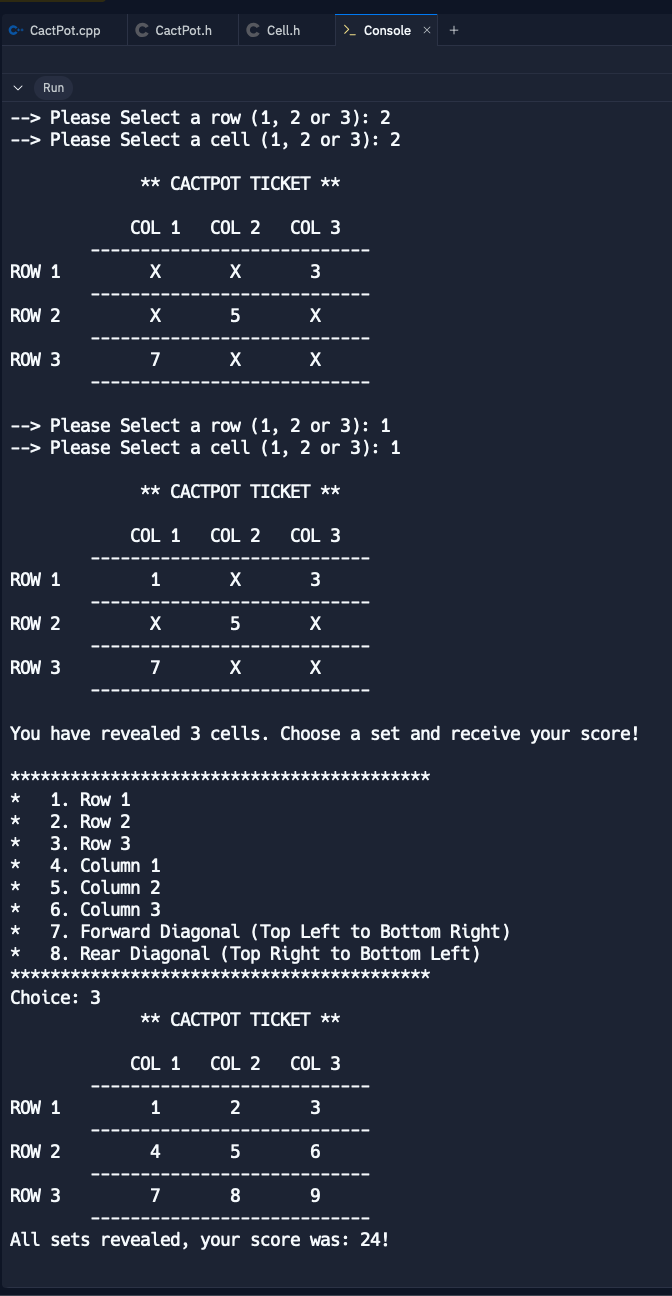 CactPot.cpp CactPot.h Cell.h Console × +
Run
--> Please Select a row (1, 2 or 3): 2
--> Please Select a cell (1, 2 or 3): 2
** CACTPOT TICKET **
COL 1 COL 2 COL 3
----------------------------
ROW 1 X X 3
----------------------------
ROW 2 X 5 X
----------------------------
ROW 3 7 X X
----------------------------
--> Please Select a row (1, 2 or 3): 1
--> Please Select a cell (1, 2 or 3): 1
** CACTPOT TICKET **
COL 1 COL 2 COL 3
----------------------------
ROW 1 1 X 3
----------------------------
ROW 2 X 5 X
----------------------------
ROW 3 7 X X
----------------------------
You have revealed 3 cells. Choose a set and receive your score!
******************************************
* 1. Row 1
* 2. Row 2
* 3. Row 3
* 4. Column 1
* 5. Column 2
* 6. Column 3
* 7. Forward Diagonal (Top Left to Bottom Right)
* 8. Rear Diagonal (Top Right to Bottom Left)
******************************************
Choice: 3
** CACTPOT TICKET **
COL 1 COL 2 COL 3
----------------------------
ROW 1 1 2 3
----------------------------
ROW 2 4 5 6
----------------------------
ROW 3 7 8 9
----------------------------
All sets revealed, your score was: 24!